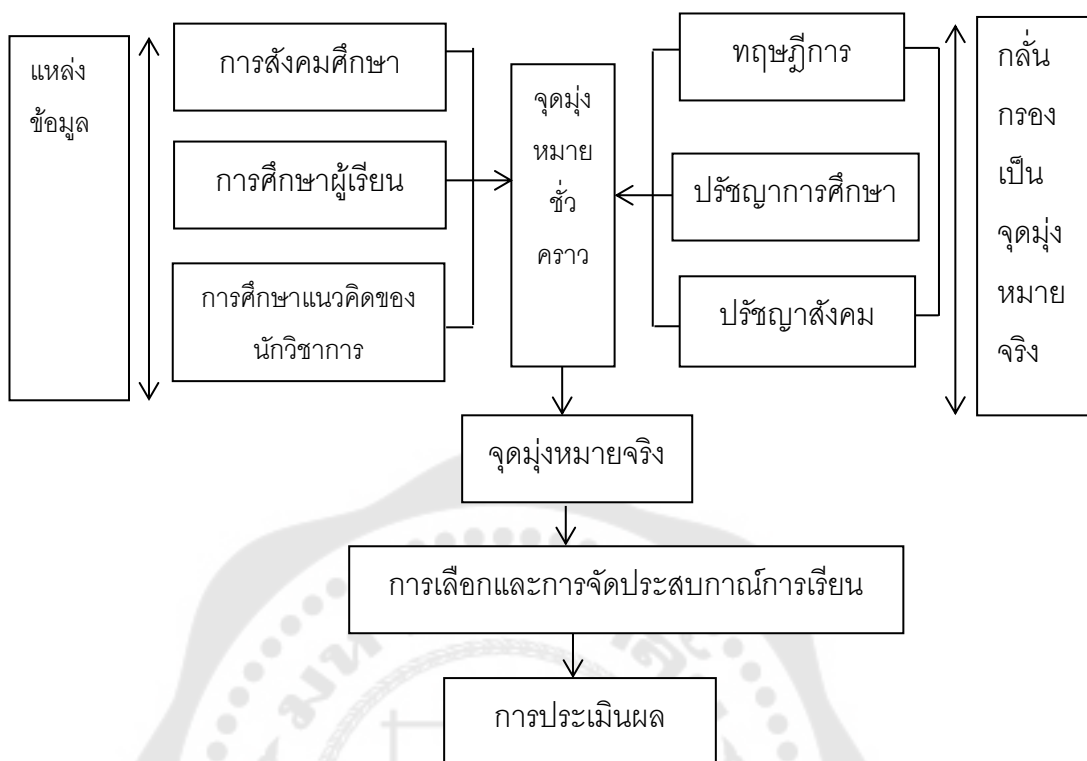 แหล่ง
ข้อมูล
การสังคมศึกษา
การศึกษาผู้เรียน
การศึกษาแนวคิดของ
นักวิชาการ
จุดมุ่ง
หมาย
ชั่ว
คราว
ทฤษฎีการ
ปรัชญาการศึกษา
ปรัชญาสังคม
กลั่น
กรอง
เป็น
จุดมุ่ง
หมาย
จริง
จุดมุ่งหมายจริง
การเลือกและการจัดประสบกาณ์การเรียน
การประเมินผล